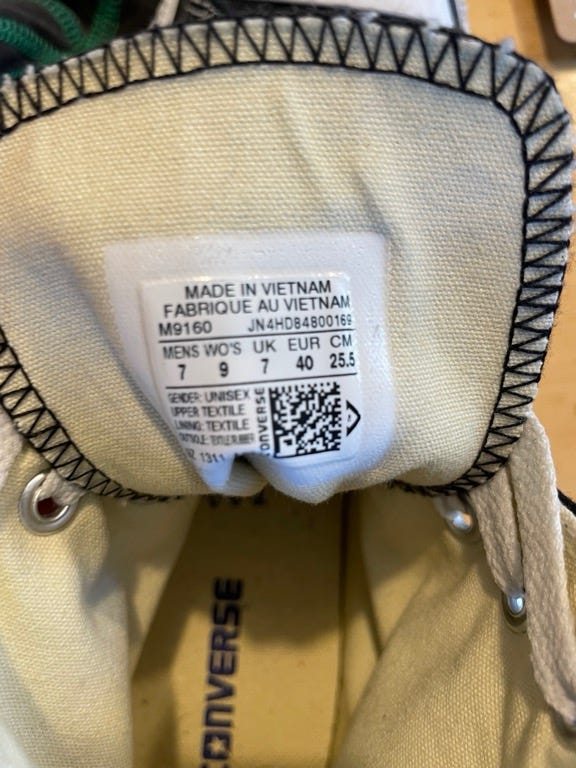 MADE IN VIETNAM
FABRIQUE AU VIETNAM
M9160 JN4HD84800169
MENS WO'S UK EUR CM
7 9 7 40 25.5
GENDER: UNISEX
UPPER TEXTILE
LINING: TEXTILE
1311
CONVERSE
CONVERSE